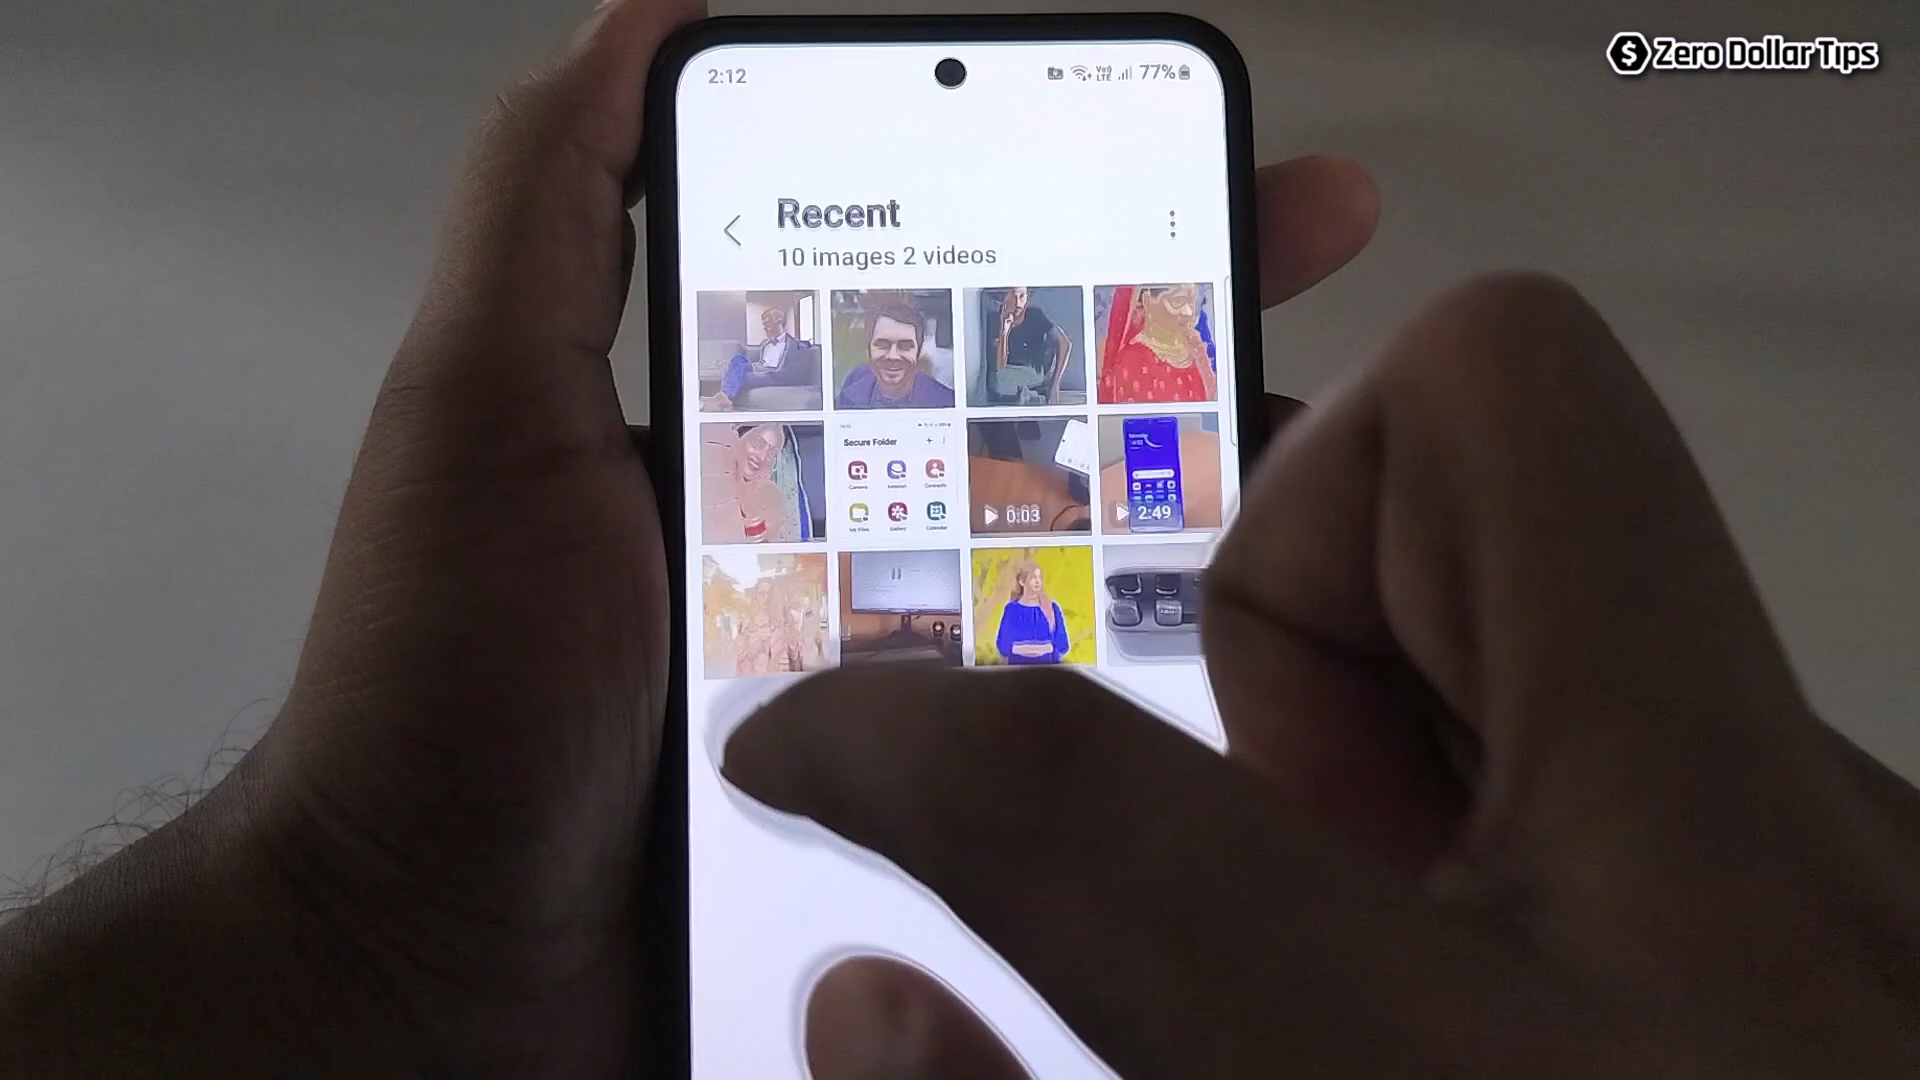 Zero Dollar Tips
2:12
77%
Recent
10 images 2 videos
Secure Folder
0:03
2:49